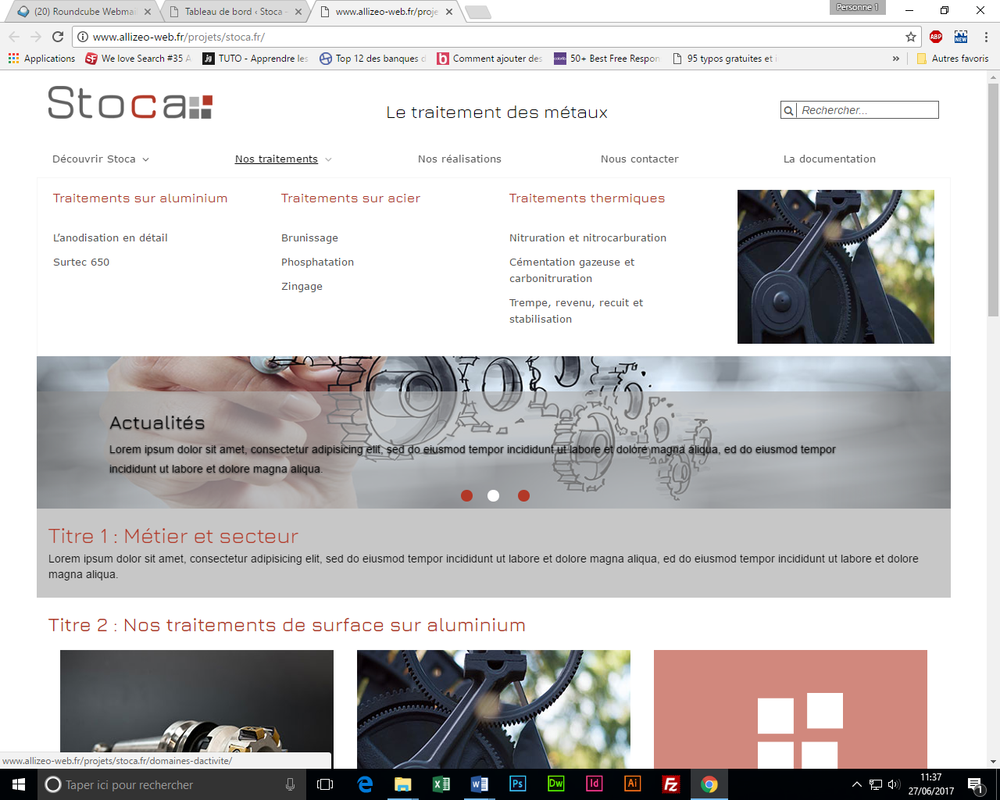 (20) Roundcube Webmai
Tableau de bord ‹ Stoca -
www.allizeo-web.fr/proje
Personne 1
www.allizeo-web.fr/projets/stoca.fr/
ABP
NEW
Applications
We love Search #35 A
TUTO - Apprendre les
Top 12 des banques d
Comment ajouter des
50+ Best Free Respon
95 typos gratuites et i
»
Autres favoris
Stoca
Le traitement des métaux
Rechercher...
Découvrir Stoca
Nos traitements
Nos réalisations
Nous contacter
La documentation
Traitements sur aluminium
Traitements sur acier
Traitements thermiques
L’anodisation en détail
Brunissage
Nitruration et nitrocarburation
Surtec 650
Phosphatation
Cémentation gazeuse et
carbonitruration
Zingage
Trempe, revenu, recuit et
stabilisation
Actualités
Lorem ipsum dolor sit amet, consectetur adipisicing elit, sed do eiusmod tempor incididunt ut labore et dolore magna aliqua, ed do eiusmod tempor
incididunt ut labore et dolore magna aliqua.
Titre 1 : Métier et secteur
Lorem ipsum dolor sit amet, consectetur adipisicing elit, sed do eiusmod tempor incididunt ut labore et dolore magna aliqua, ed do eiusmod tempor incididunt ut labore et dolore
magna aliqua.
Titre 2 : Nos traitements de surface sur aluminium
www.allizeo-web.fr/projets/stoca.fr/domaines-dactivite/
Taper ici pour rechercher
Ps
Dw
Id
Ai
Fz
11:37
27/06/2017
1